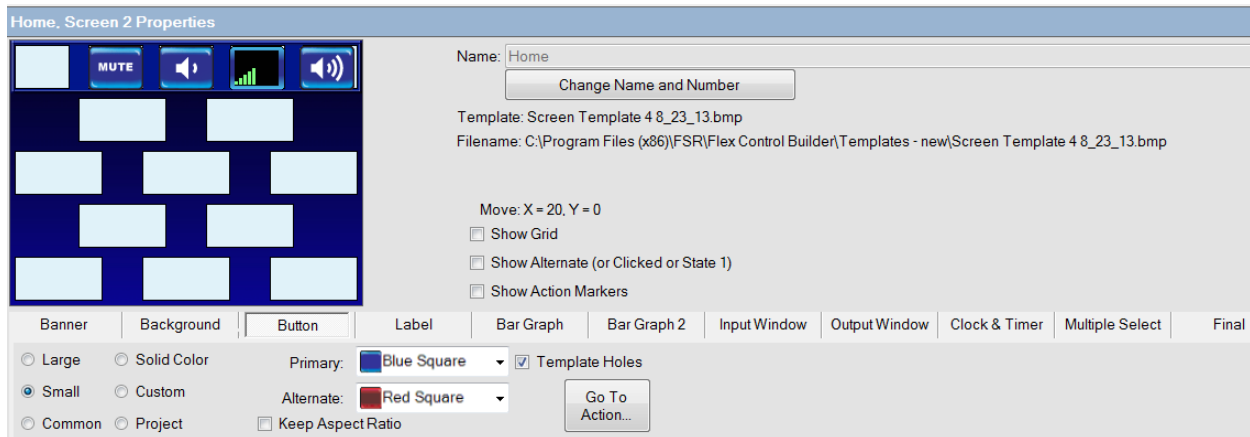 Home, Screen 2 Properties
MUTE
Name: Home
Change Name and Number
Template: Screen Template 4 8_23_13.bmp
Filename: C:\Program Files (x86)\FSR\Flex Control Builder\Templates - new\Screen Template 4 8_23_13.bmp
Move: X = 20, Y = 0
Show Grid
Show Alternate (or Clicked or State 1)
Show Action Markers
Banner Background Button Label Bar Graph Bar Graph 2 Input Window Output Window Clock & Timer Multiple Select Final
Large Solid Color Primary: Blue Square Template Holes
Small Custom Alternate: Red Square Go To
Action...
Common Project Keep Aspect Ratio